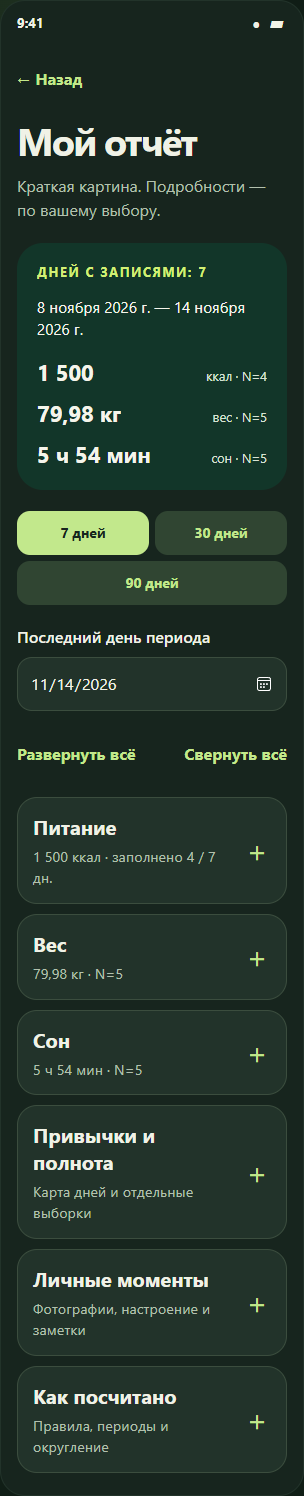 9:41
← Назад
Мой отчёт
Краткая картина. Подробности —
по вашему выбору.
ДНЕЙ С ЗАПИСЯМИ: 7
8 ноября 2026 г. — 14 ноября
2026 г.
1 500 ккал · N=4
79,98 кг вес · N=5
5 ч 54 мин сон · N=5
7 дней 30 дней
90 дней
Последний день периода
11/14/2026
Развернуть всё Свернуть всё
Питание
1 500 ккал · заполнено 4 / 7
дн.
+
Вес
79,98 кг · N=5
+
Сон
5 ч 54 мин · N=5
+
Привычки и
полнота
Карта дней и отдельные
выборки
+
Личные моменты
Фотографии, настроение и
заметки
+
Как посчитано
Правила, периоды и
округление
+